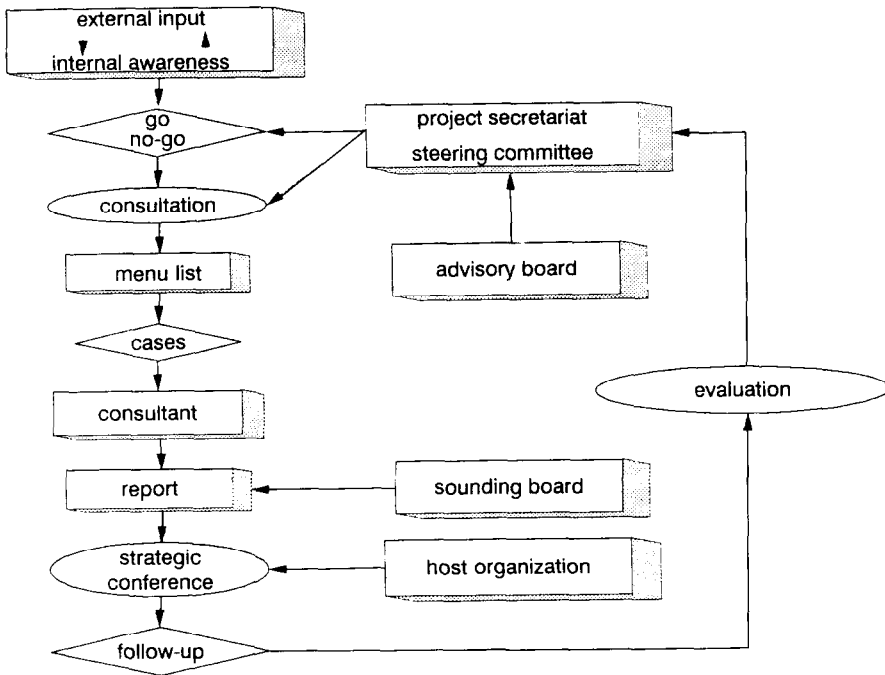 external input
internal awareness
go
no-go
project secretariat
steering committee
consultation
menu list
advisory board
cases
evaluation
consultant
report
sounding board
strategic
conference
host organization
follow-up